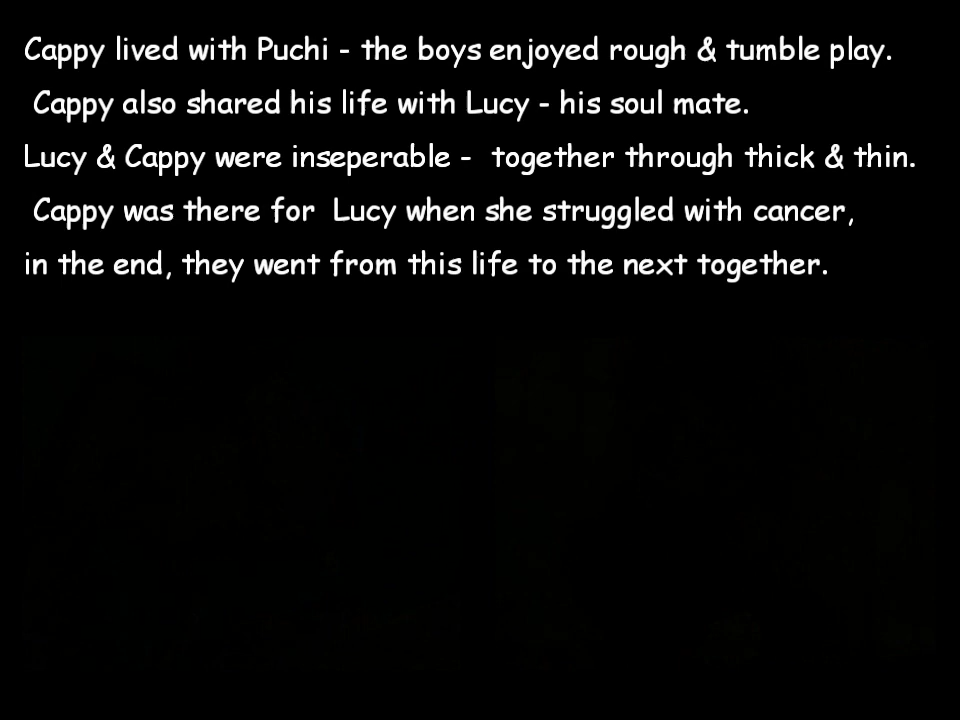 Cappy lived with Puchi - the boys enjoyed rough & tumble play.
Cappy also shared his life with Lucy - his soul mate.
Lucy & Cappy were inseperable - together through thick & thin.
Cappy was there for Lucy when she struggled with cancer,
in the end, they went from this life to the next together.